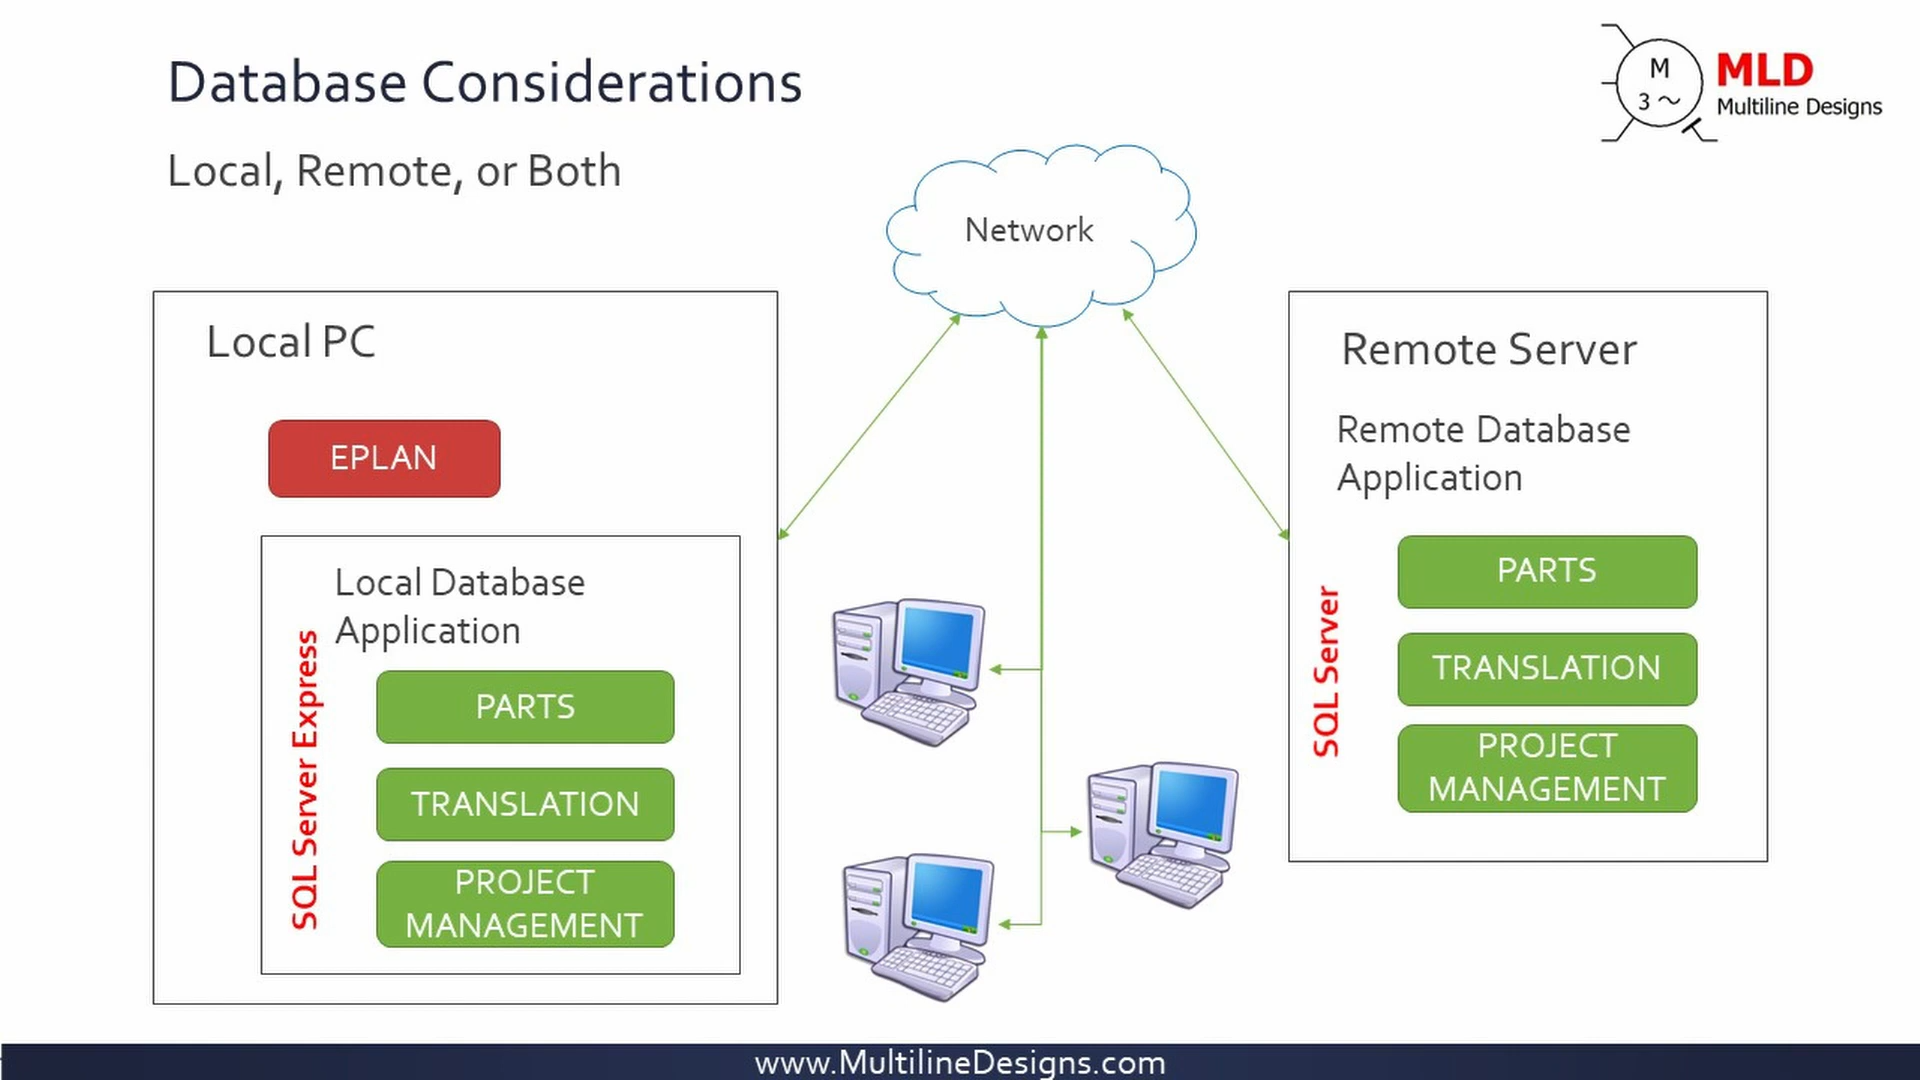 Database Considerations
Local, Remote, or Both
M
3 ~
MLD
Multiline Designs
Network
Local PC
EPLAN
Local Database
Application
SQL Server Express
PARTS
TRANSLATION
PROJECT
MANAGEMENT
Remote Server
Remote Database
Application
SQL Server
PARTS
TRANSLATION
PROJECT
MANAGEMENT
www.MultilineDesigns.com